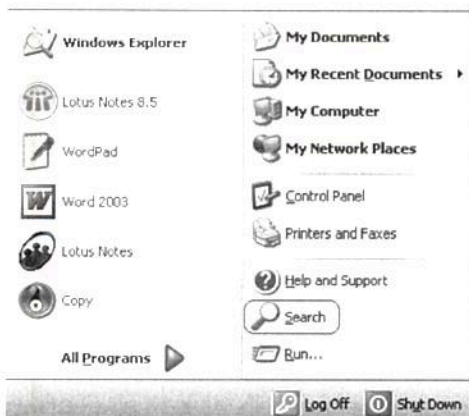 Windows Explorer
Lotus Notes 8.5
WordPad
Word 2003
Lotus Notes
Copy
All Programs
My Documents
My Recent Documents
My Computer
My Network Places
Control Panel
Printers and Faxes
Help and Support
Search
Run...
Log Off
Shut Down